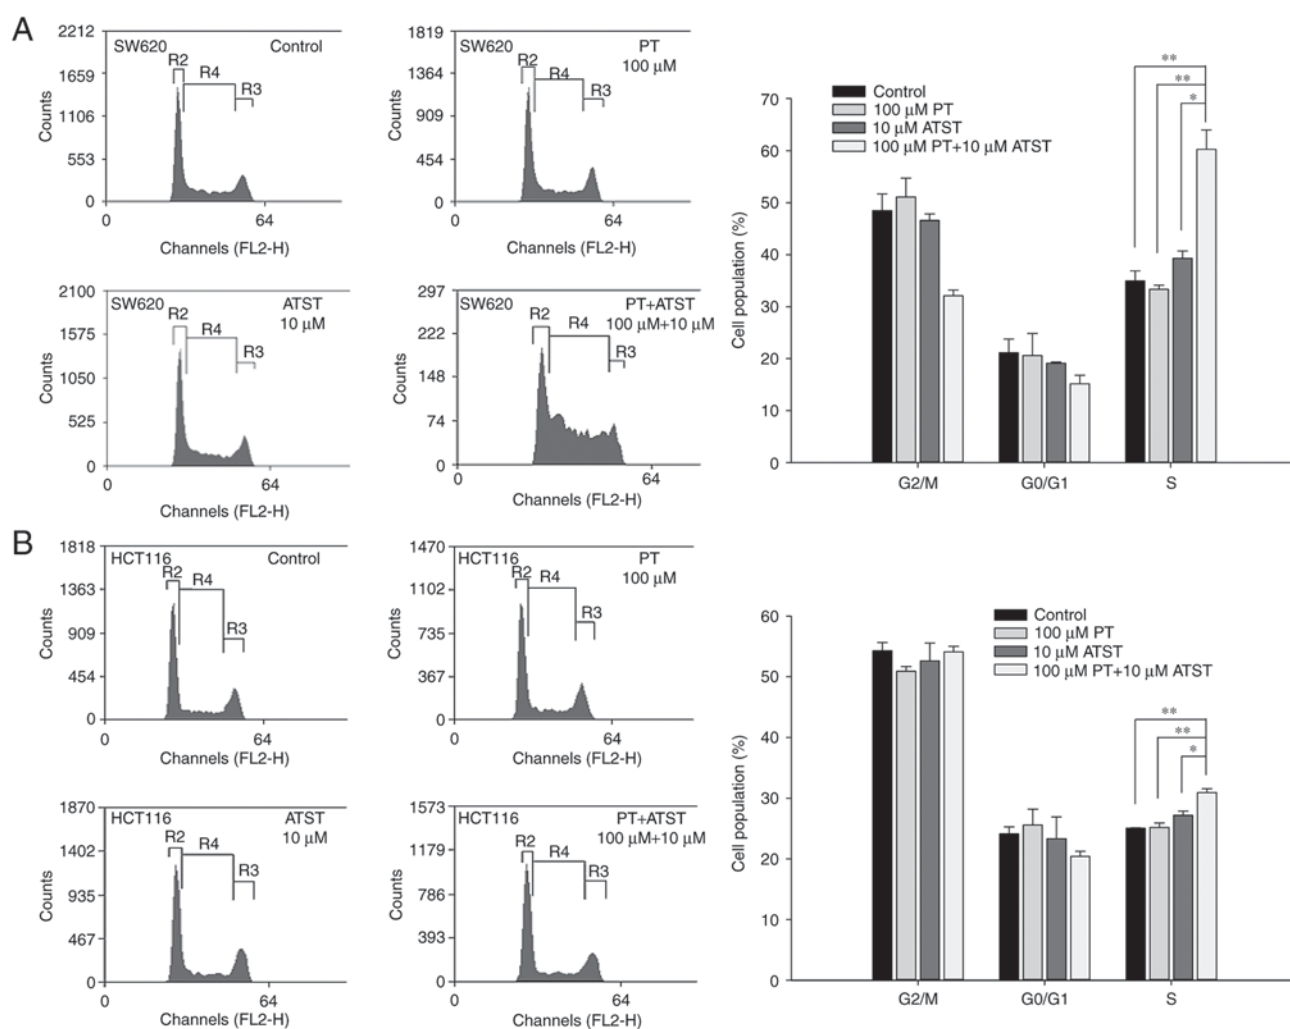 A
2212
1659
1106
553
0
Counts
SW620
Control
R2
R4
R3
0
64
Channels (FL2-H)
1819
1364
909
454
0
Counts
SW620
PT
100 μM
R2
R4
R3
0
64
Channels (FL2-H)
2100
1575
1050
525
0
Counts
SW620
ATST
10 μM
R2
R4
R3
0
64
Channels (FL2-H)
297
222
148
74
0
Counts
SW620
PT+ATST
100 μM+10 μM
R2
R4
R3
0
64
Channels (FL2-H)
Control
100 μM PT
10 μM ATST
100 μM PT+10 μM ATST
**
**
*
70
60
50
40
30
20
10
0
Cell population (%)
G2/M
G0/G1
S
B
1818
1363
909
454
0
Counts
HCT116
Control
R2
R4
R3
0
64
Channels (FL2-H)
1470
1102
735
367
0
Counts
HCT116
PT
100 μM
R2
R4
R3
0
64
Channels (FL2-H)
1870
1402
935
467
0
Counts
HCT116
ATST
10 μM
R2
R4
R3
0
64
Channels (FL2-H)
1573
1179
786
393
0
Counts
HCT116
PT+ATST
100 μM+10 μM
R2
R4
R3
0
64
Channels (FL2-H)
Control
100 μM PT
10 μM ATST
100 μM PT+10 μM ATST
**
**
*
60
50
40
30
20
10
0
Cell population (%)
G2/M
G0/G1
S